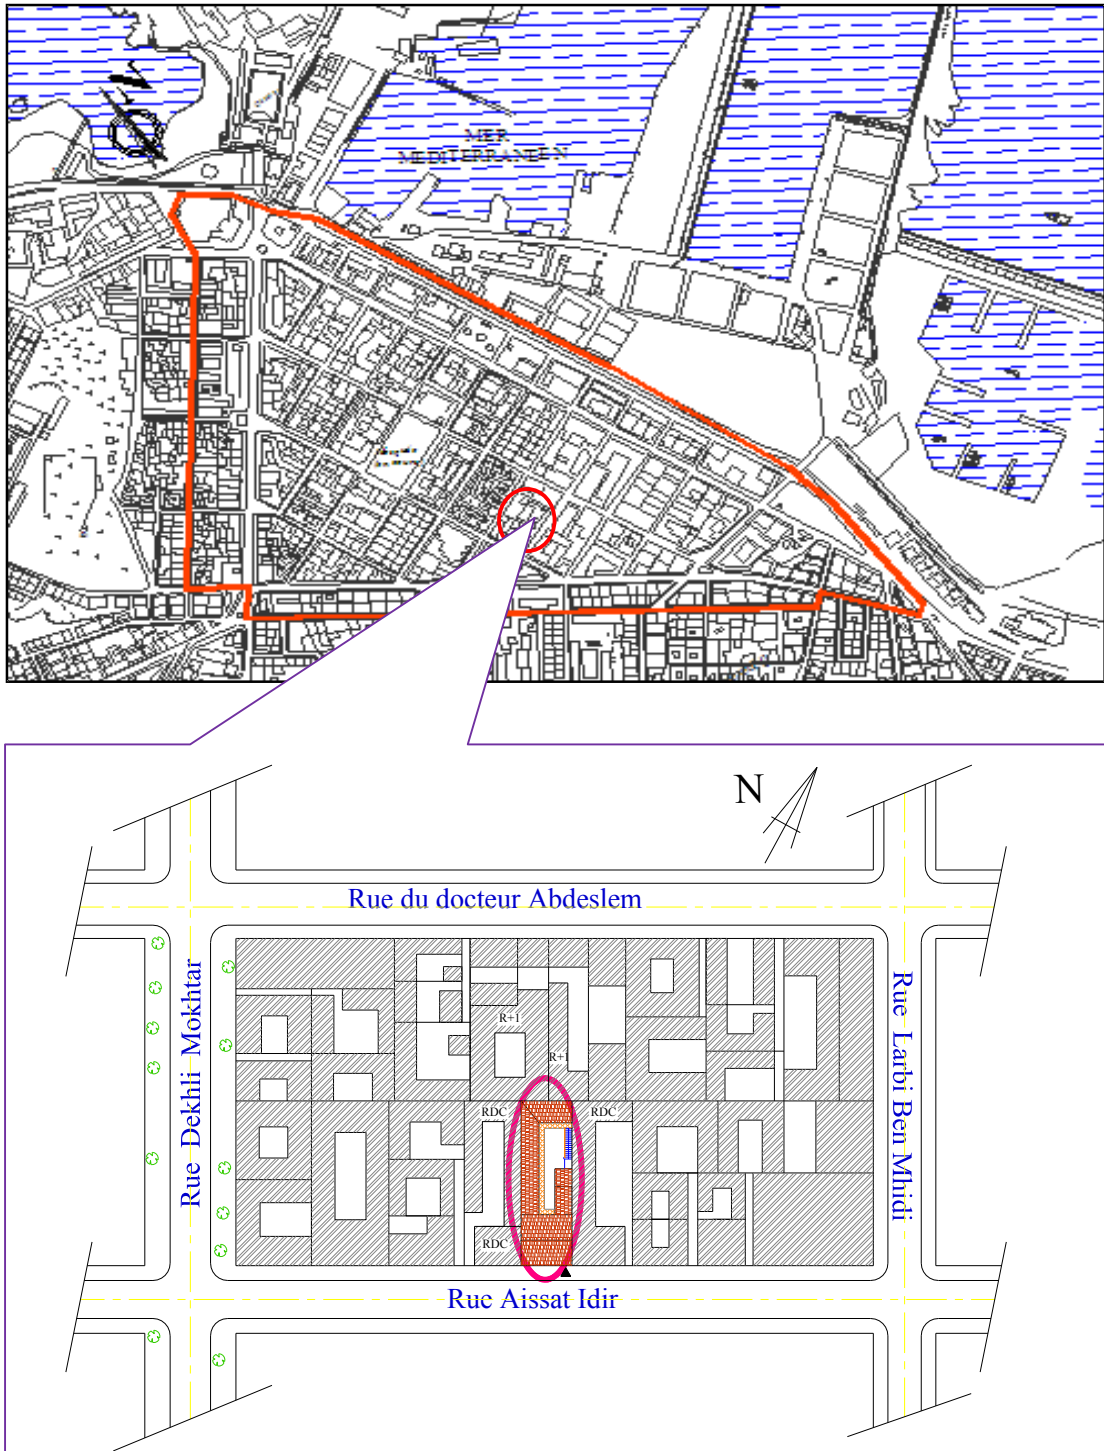 MER
MEDITERRANEEN
N
Rue du docteur Abdeslem
Rue Dekhli Mokhtar
Rue Larbi Ben Mhidi
R+1
R+1
RDC
RDC
RDC
Rue Aissat Idir